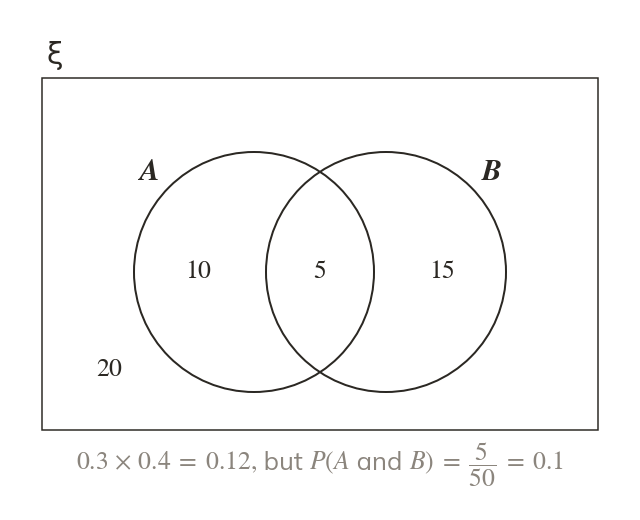 ξ
A B
10 5 15
20
0.3 × 0.4 = 0.12, but P(A and B) = 5/50 = 0.1